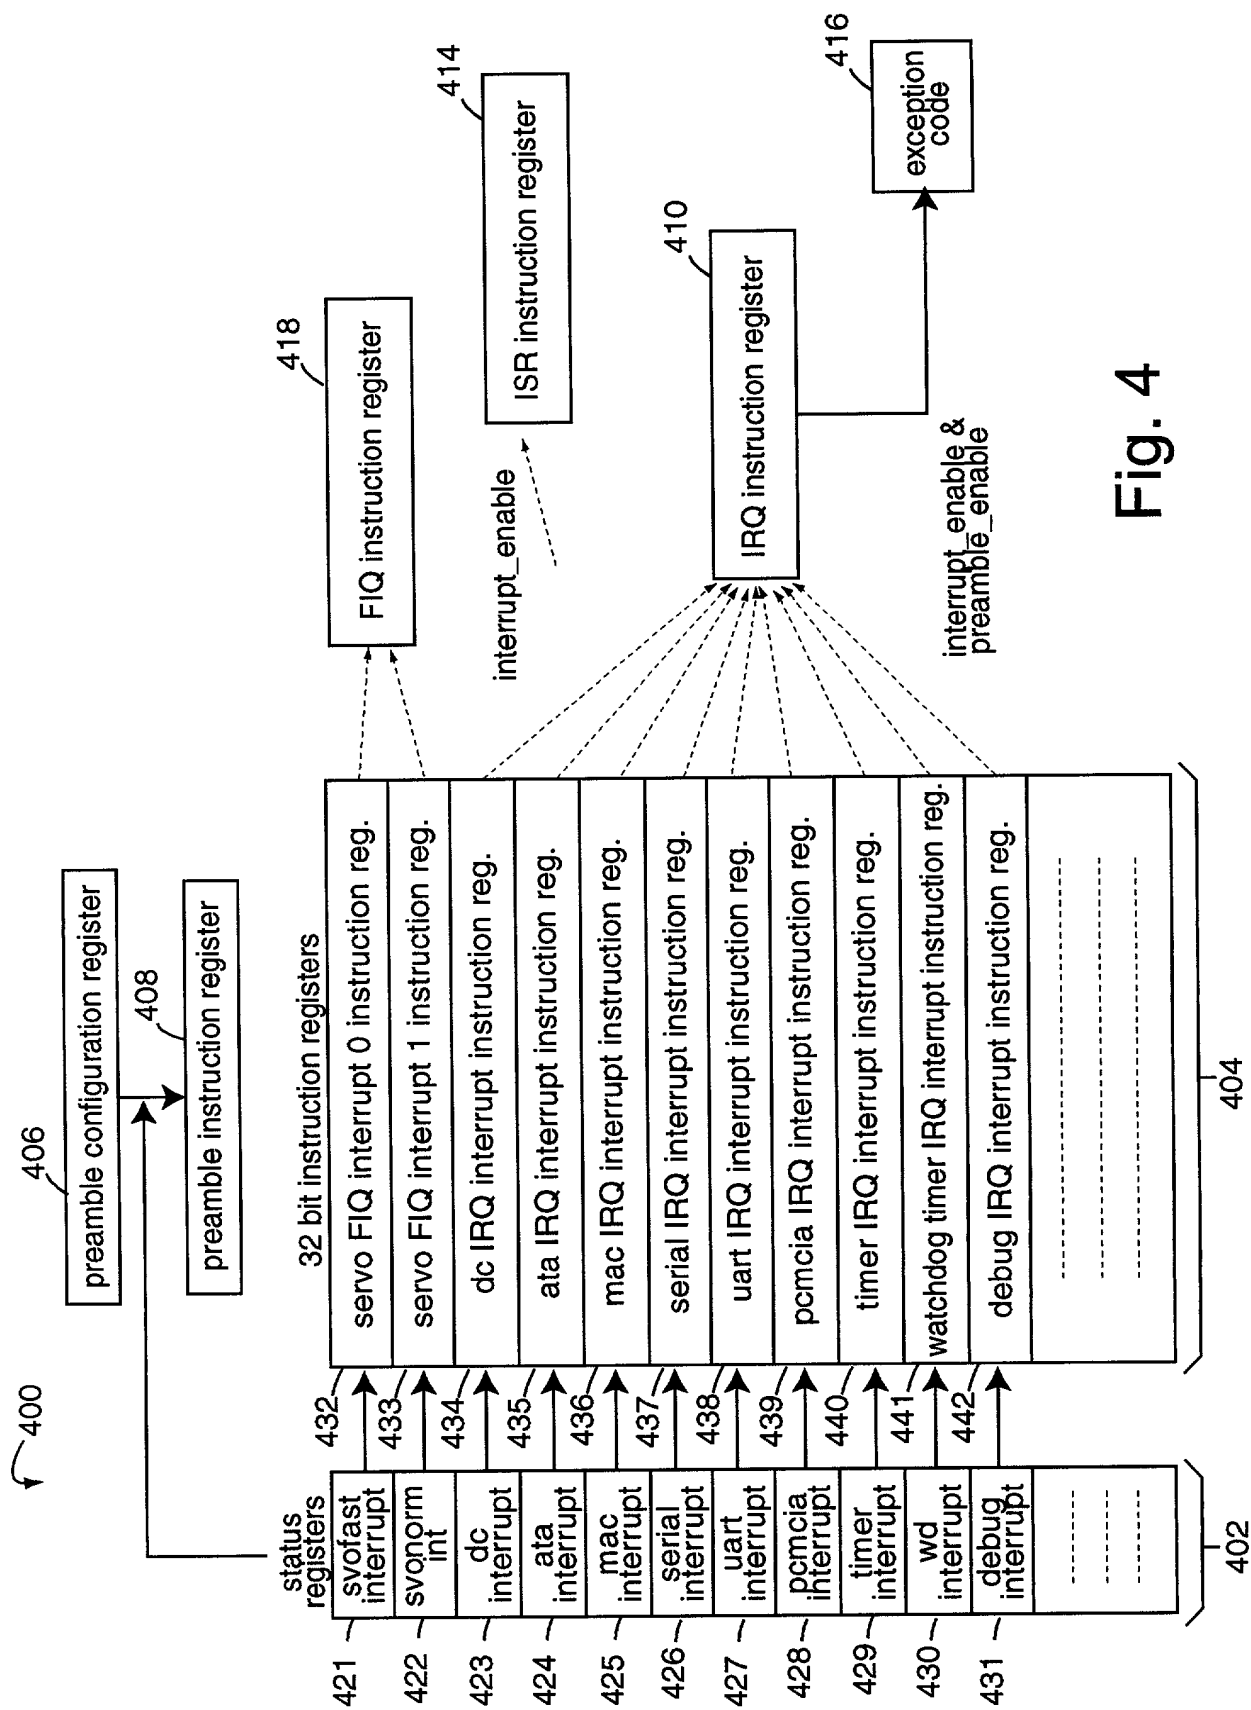 400
406
preamble configuration register
408
preamble instruction register
status
registers
32 bit instruction registers
421
svofast
interrupt
432
servo FIQ interrupt 0 instruction reg.
422
svonorm
int
433
servo FIQ interrupt 1 instruction reg.
423
dc
interrupt
434
dc IRQ interrupt instruction reg.
424
ata
interrupt
435
ata IRQ interrupt instruction reg.
425
mac
interrupt
436
mac IRQ interrupt instruction reg.
426
serial
interrupt
437
serial IRQ interrupt instruction reg.
427
uart
interrupt
438
uart IRQ interrupt instruction reg.
428
pcmcia
interrupt
439
pcmcia IRQ interrupt instruction reg.
429
timer
interrupt
440
timer IRQ interrupt instruction reg.
430
wd
interrupt
441
watchdog timer IRQ interrupt instruction reg.
431
debug
interrupt
442
debug IRQ interrupt instruction reg.
402
404
418
FIQ instruction register
414
ISR instruction register
interrupt_enable
410
IRQ instruction register
416
exception
code
interrupt_enable &
preamble_enable
Fig. 4